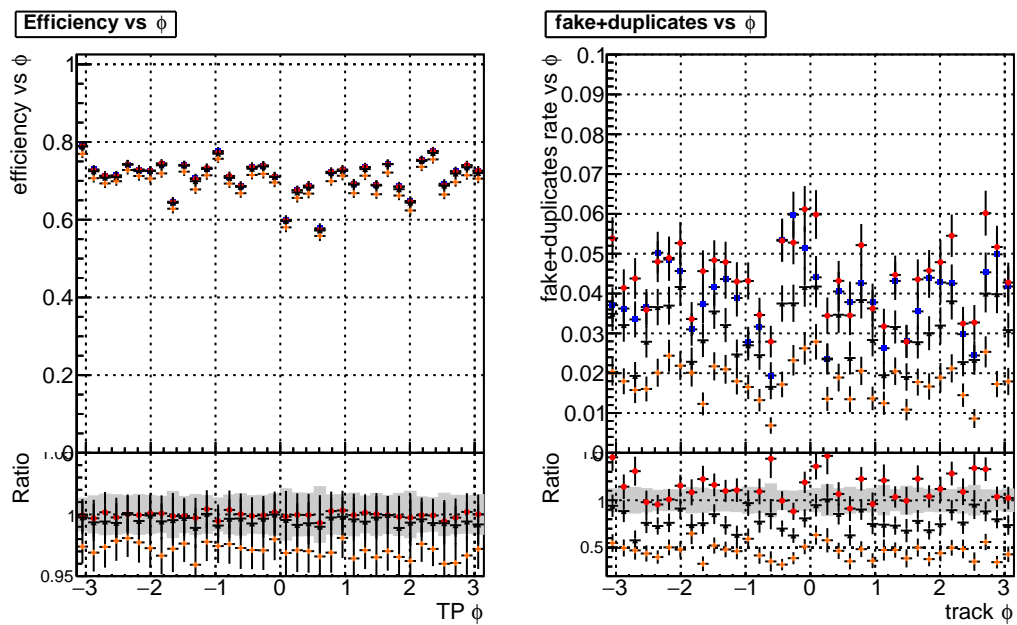 Efficiency vs ϕ
efficiency vs ϕ
1
0.8
0.6
0.4
0.2
0
Ratio
1
0.95
−3 −2 −1 0 1 2 3
TP ϕ
fake+duplicates vs ϕ
fake+duplicates rate vs ϕ
0.1
0.09
0.08
0.07
0.06
0.05
0.04
0.03
0.02
0.01
0
Ratio
1
0.5
−3 −2 −1 0 1 2 3
track ϕ